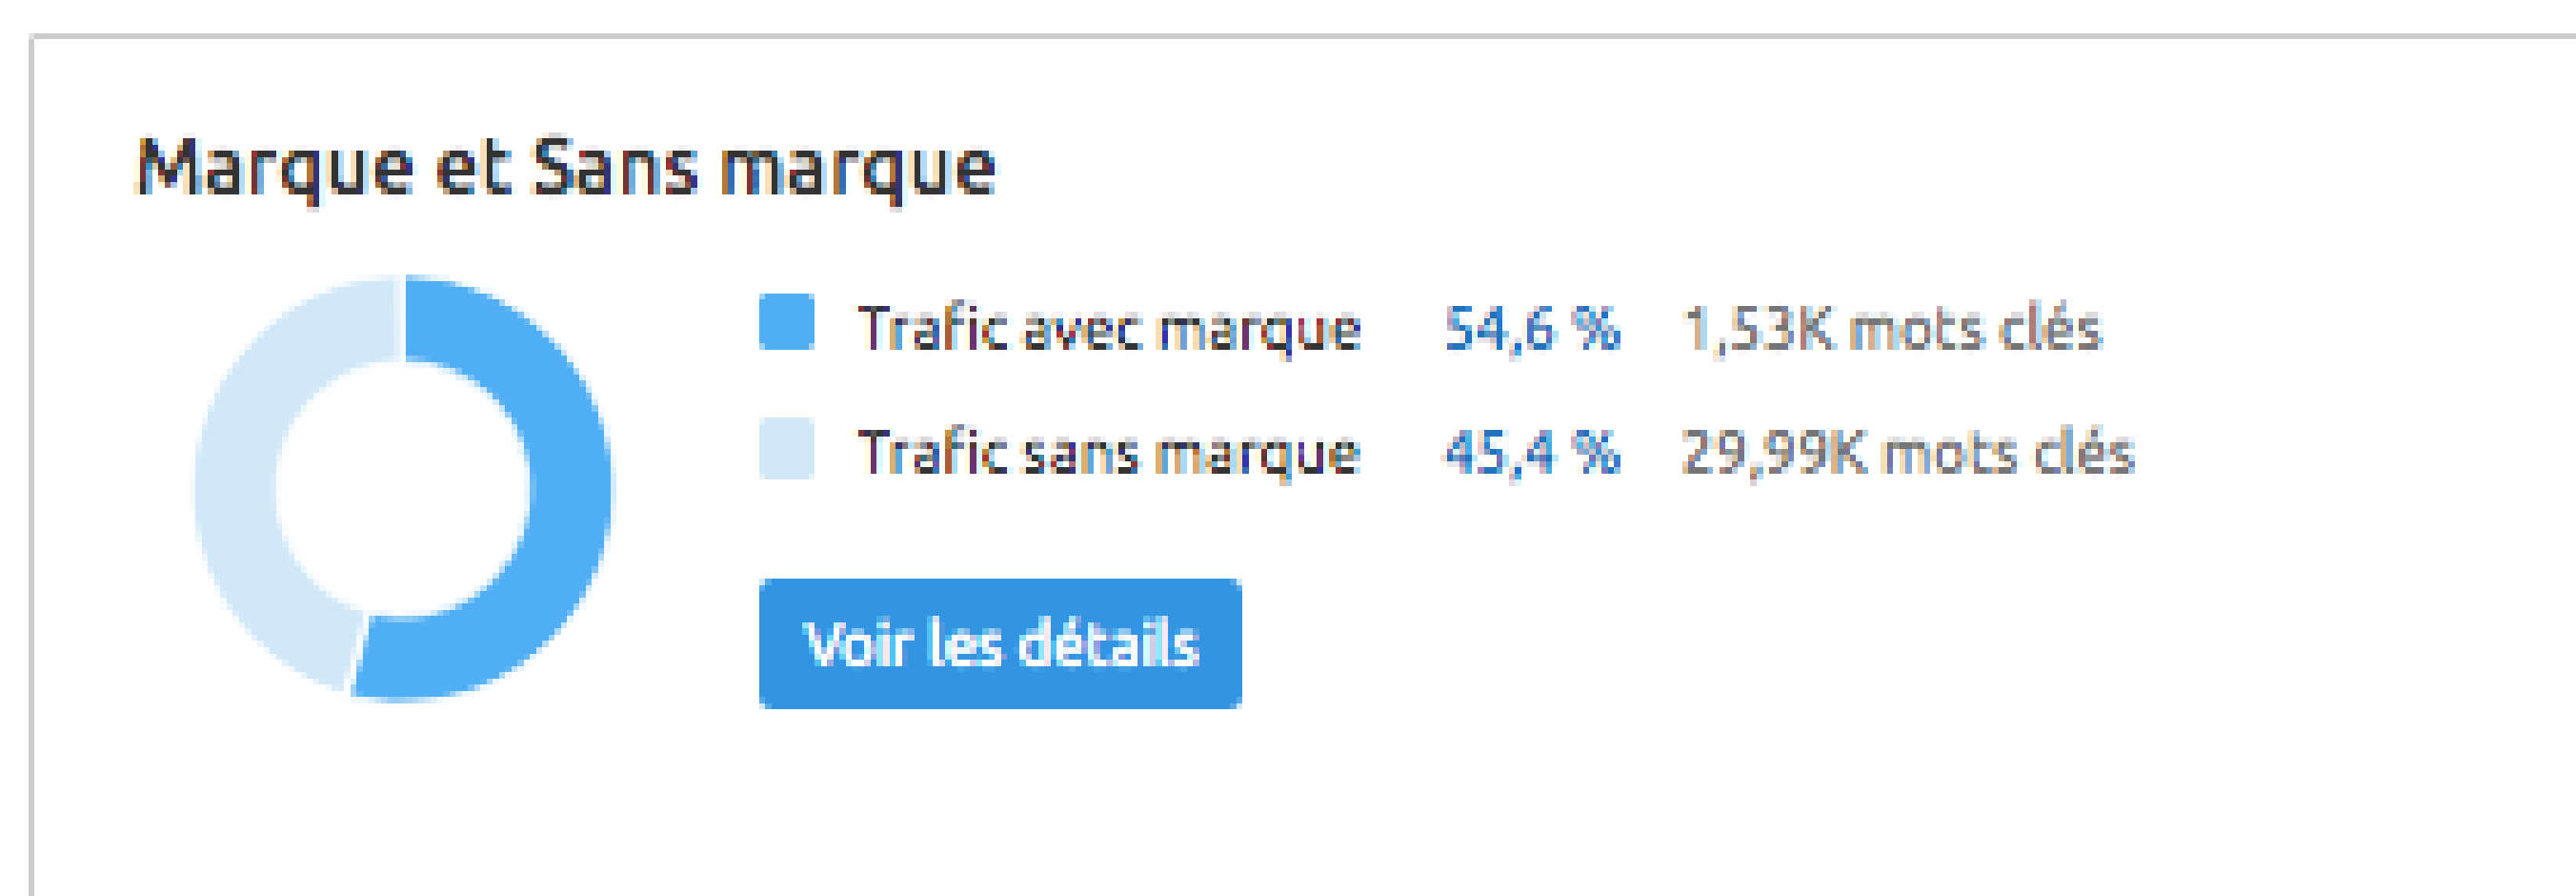 Marque et Sans marque
Trafic avec marque 54,6 % 1,53K mots clés
Trafic sans marque 45,4 % 29,99K mots clés
Voir les détails